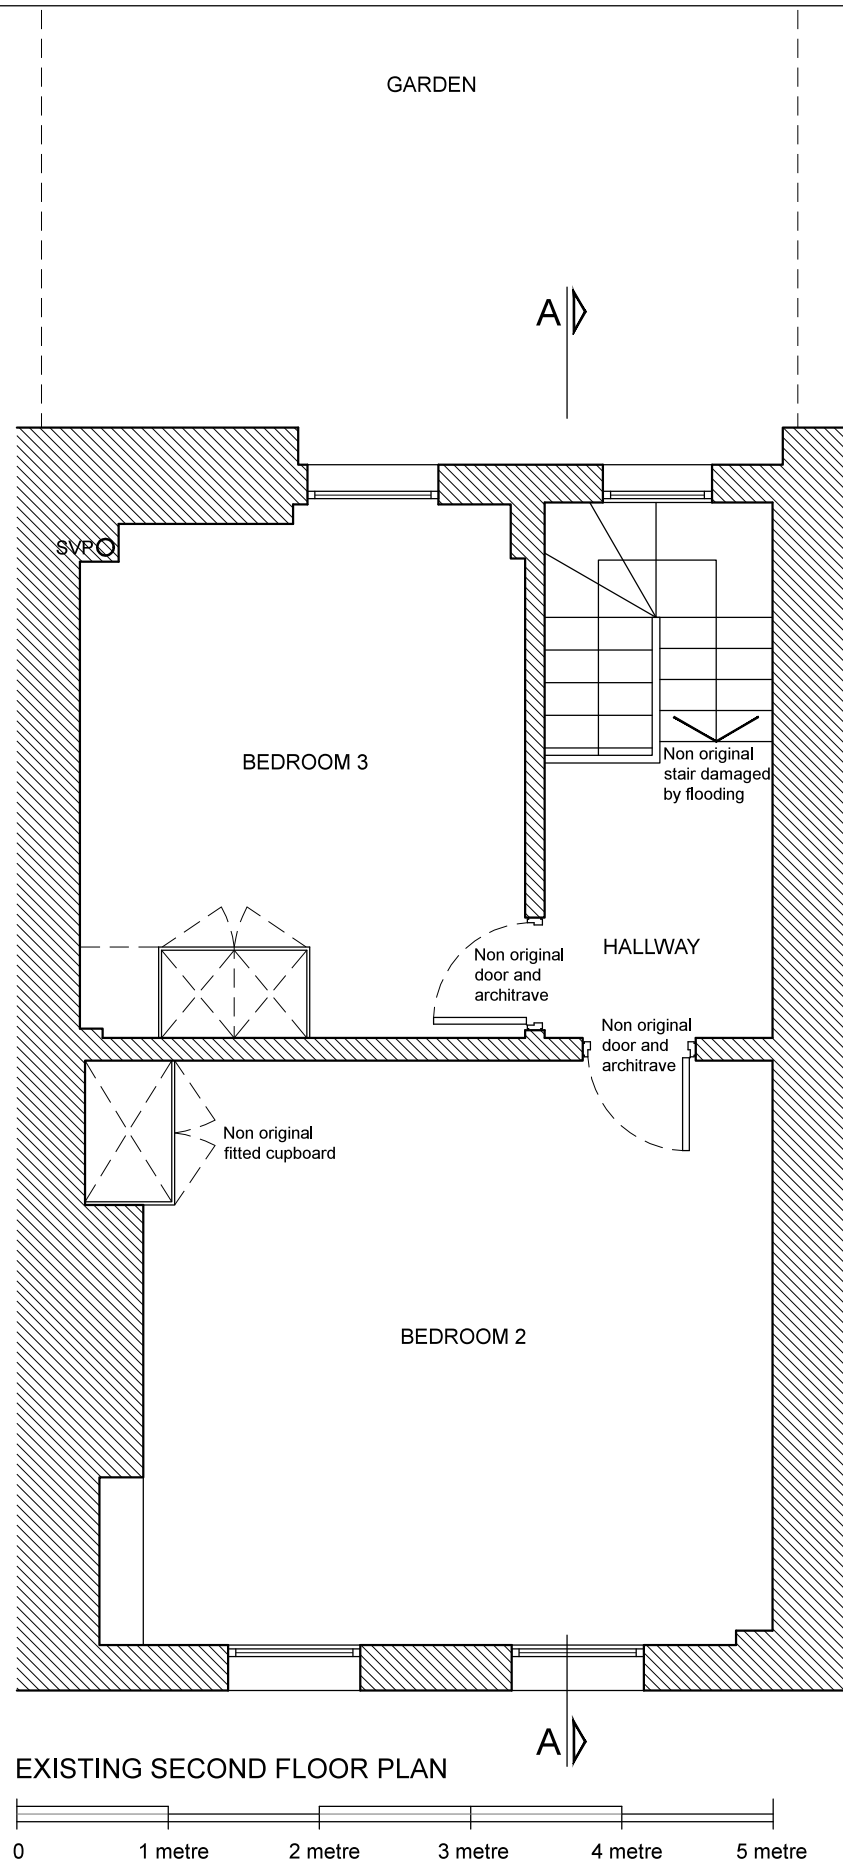 GARDEN
A
SVP
BEDROOM 3
Non original
stair damaged
by flooding
Non original
door and
architrave
HALLWAY
Non original
door and
architrave
Non original
fitted cupboard
BEDROOM 2
A
EXISTING SECOND FLOOR PLAN
0 1 metre 2 metre 3 metre 4 metre 5 metre